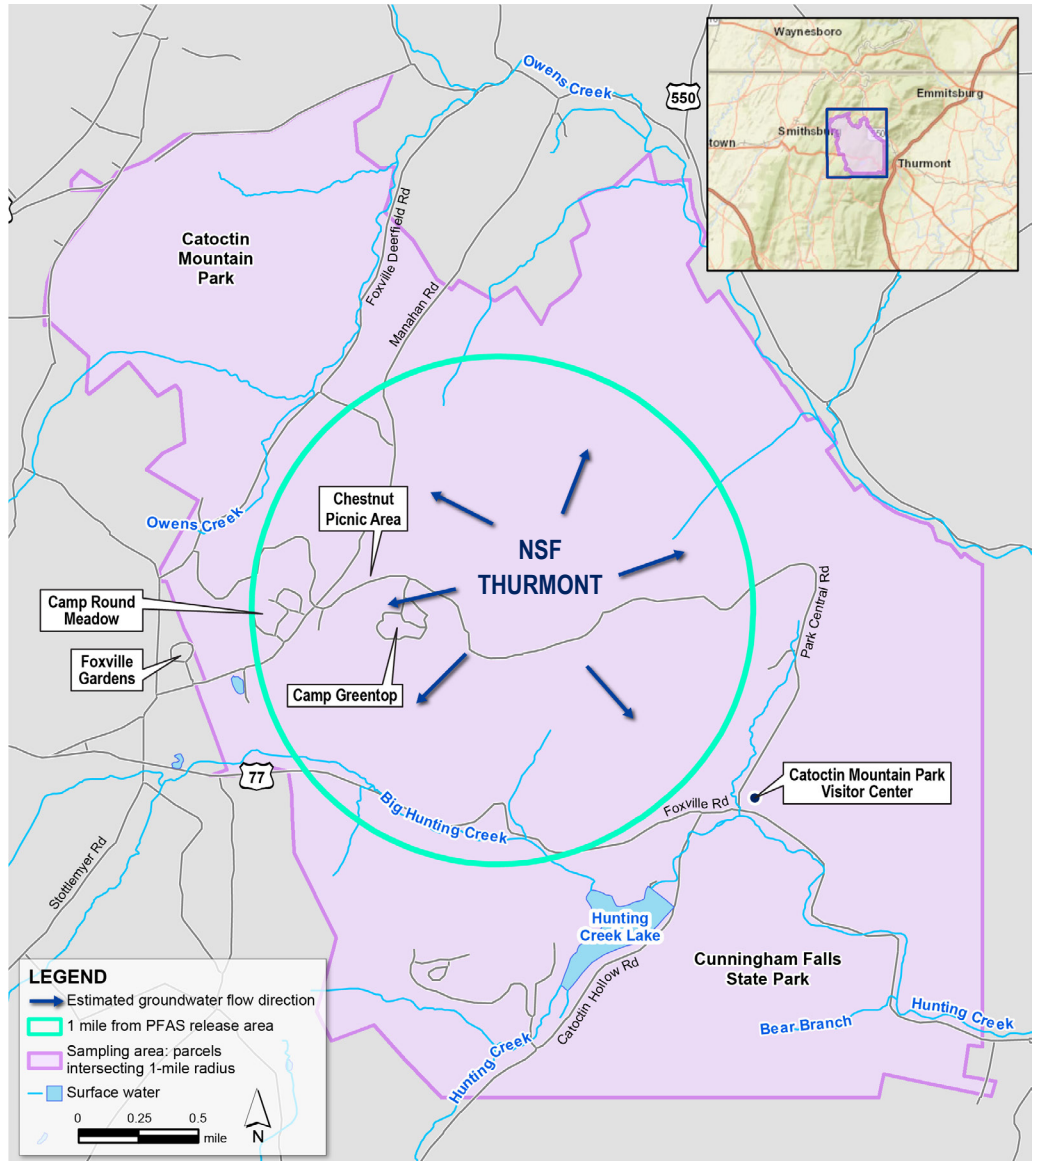 Owens Creek
550
Waynesboro
Emmitsburg
Smithsburg
550
town
Thurmont
Catoctin
Mountain
Park
Foxville Deerfield Rd
Manahan Rd
Chestnut
Picnic Area
Owens Creek
NSF
THURMONT
Camp Round
Meadow
Foxville
Gardens
Camp Greentop
Park Central Rd
77
Big Hunting Creek
Foxville Rd
Catoctin Mountain Park
Visitor Center
Stottlemyer Rd
Hunting
Creek Lake
Cunningham Falls
State Park
Catoctin Hollow Rd
Hunting Creek
Bear Branch
Hunting Creek
LEGEND
Estimated groundwater flow direction
1 mile from PFAS release area
Sampling area: parcels
intersecting 1-mile radius
Surface water
0 0.25 0.5
mile
N